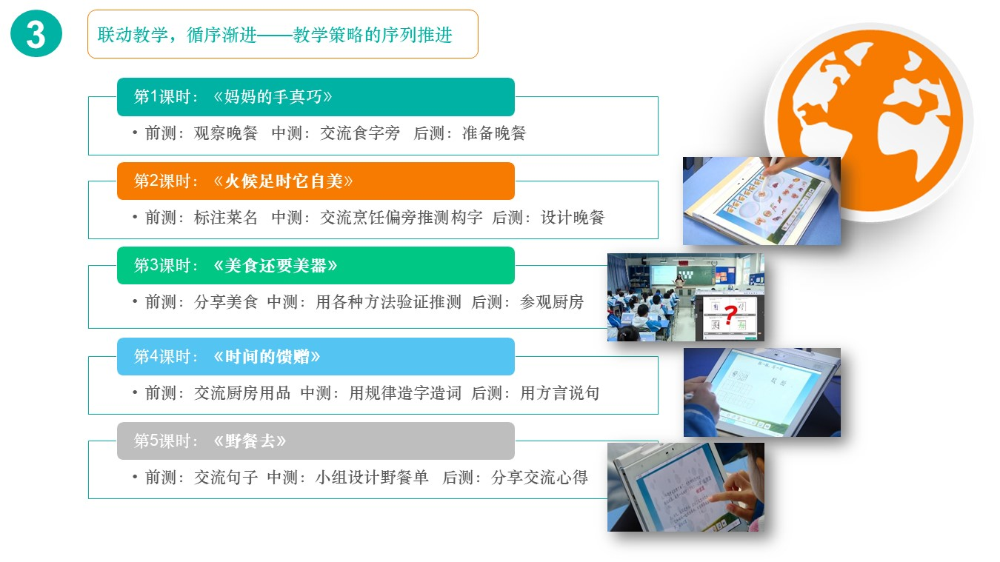 3
联动教学，循序渐进——教学策略的序列推进
第1课时：《妈妈的手真巧》
• 前测：观察晚餐 中测：交流食字旁 后测：准备晚餐
第2课时：《火候足时它自美》
• 前测：标注菜名 中测：交流烹饪偏旁推测构字 后测：设计晚餐
第3课时：《美食还要美器》
• 前测：分享美食 中测：用各种方法验证推测 后测：参观厨房
?
第4课时：《时间的馈赠》
• 前测：交流厨房用品 中测：用规律造字造词 后测：用方言说句
第5课时：《野餐去》
• 前测：交流句子 中测：小组设计野餐单 后测：分享交流心得